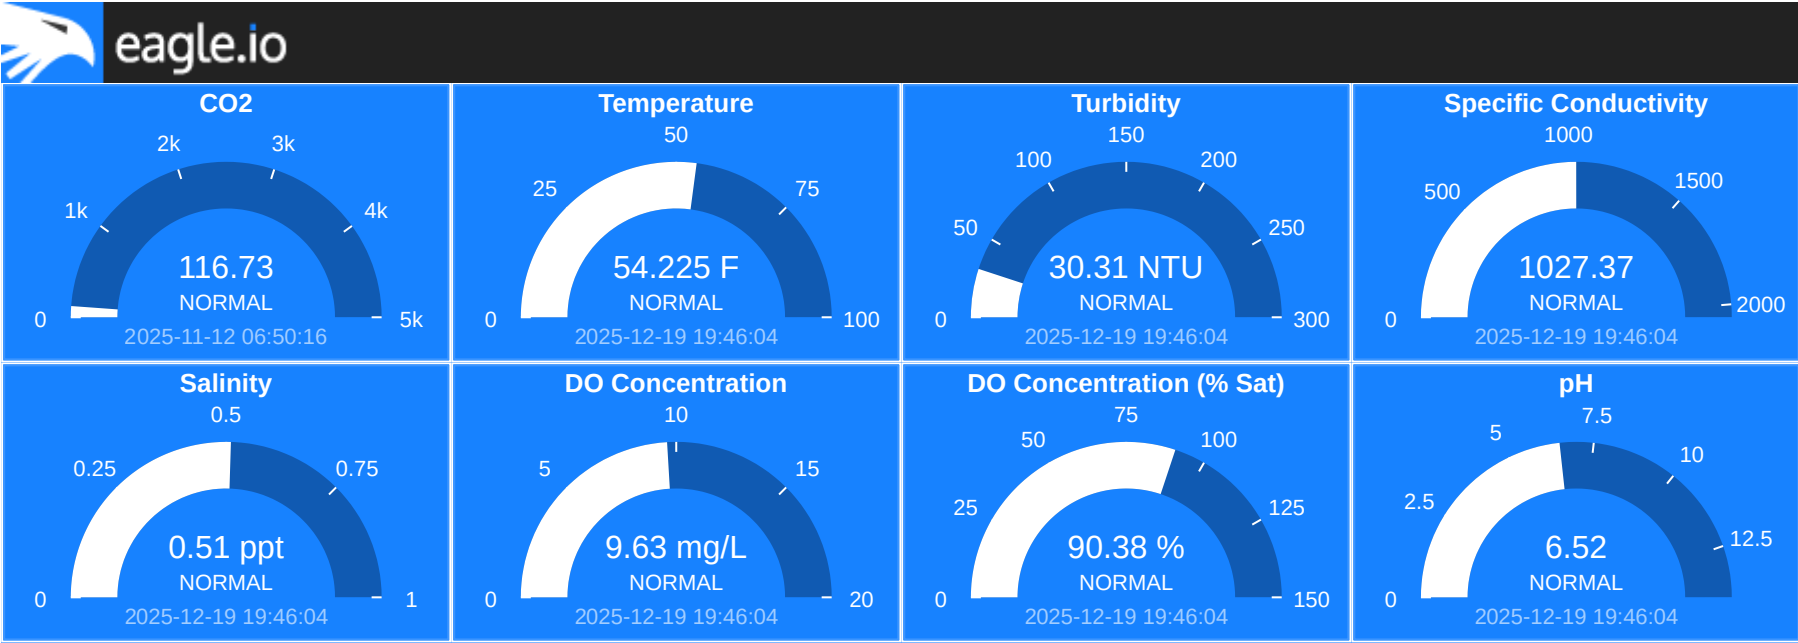 eagle.io
CO2
0
1k
2k
3k
4k
5k
116.73
NORMAL
2025-11-12 06:50:16
Temperature
0
25
50
75
100
54.225 F
NORMAL
2025-12-19 19:46:04
Turbidity
0
50
100
150
200
250
300
30.31 NTU
NORMAL
2025-12-19 19:46:04
Specific Conductivity
0
500
1000
1500
2000
1027.37
NORMAL
2025-12-19 19:46:04
Salinity
0
0.25
0.5
0.75
1
0.51 ppt
NORMAL
2025-12-19 19:46:04
DO Concentration
0
5
10
15
20
9.63 mg/L
NORMAL
2025-12-19 19:46:04
DO Concentration (% Sat)
0
25
50
75
100
125
150
90.38 %
NORMAL
2025-12-19 19:46:04
pH
0
2.5
5
7.5
10
12.5
6.52
NORMAL
2025-12-19 19:46:04